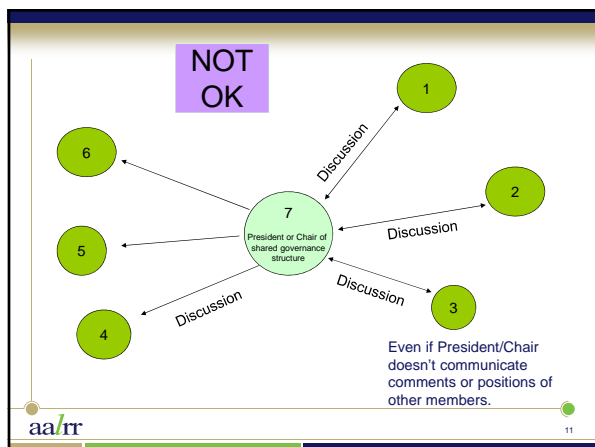 NOT
OK
1
Discussion
6
2
7
President or Chair of
shared governance
structure
Discussion
5
Discussion
3
Discussion
4
Even if President/Chair
doesn't communicate
comments or positions of
other members.
aalrr
11